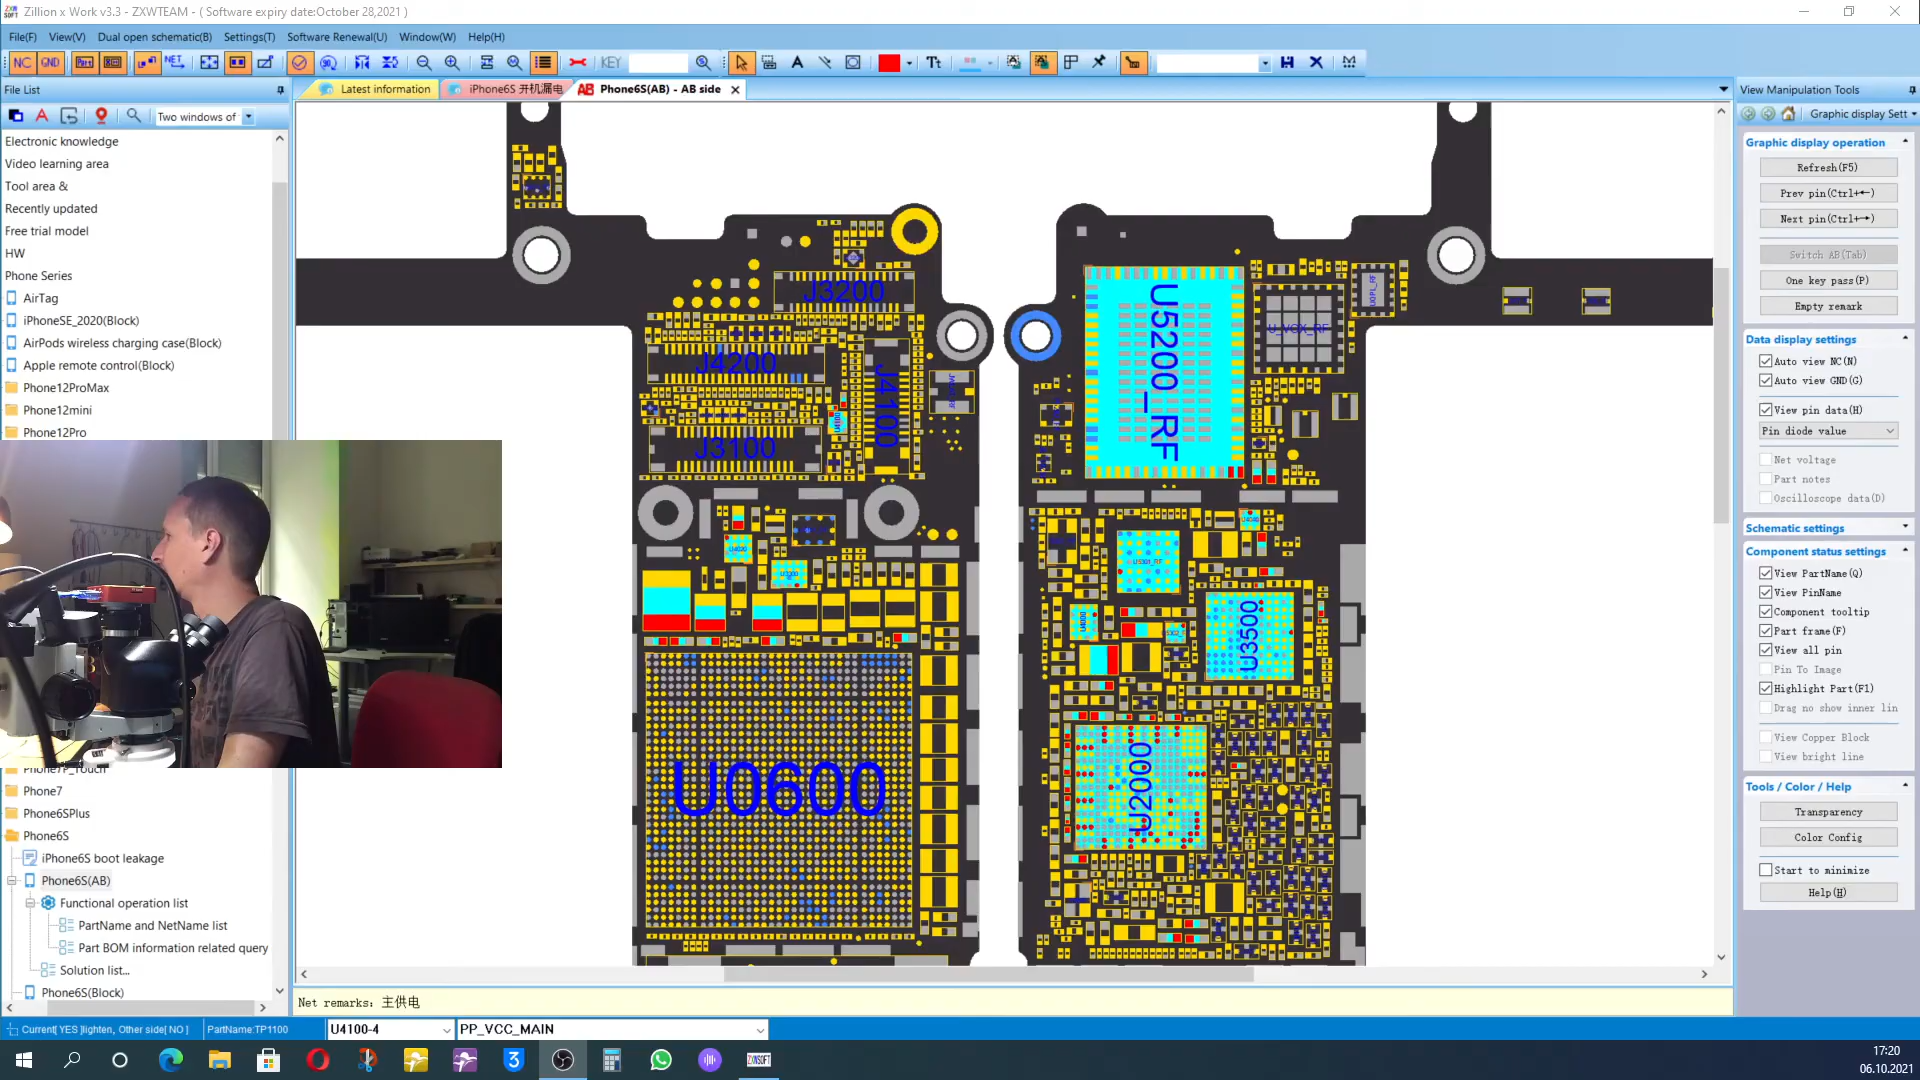 Zillion x Work v3.3 - ZXWTEAM - ( Software expiry date:October 28,2021 )
File(F) View(V) Dual open schematic(B) Settings(T) Software Renewal(U) Window(W) Help(H)
NC GND NET KEY A Tt
File List
Latest information
iPhone6S 开机漏电
AB Phone6S(AB) - AB side
View Manipulation Tools
Two windows of
Graphic display Sett
Electronic knowledge
Video learning area
Tool area &
Recently updated
Free trial model
HW
Phone Series
AirTag
iPhoneSE_2020(Block)
AirPods wireless charging case(Block)
Apple remote control(Block)
Phone12ProMax
Phone12mini
Phone12Pro
Phone7P_Touch
Phone7
Phone6SPlus
Phone6S
iPhone6S boot leakage
Phone6S(AB)
Functional operation list
PartName and NetName list
Part BOM information related query
Solution list...
Phone6S(Block)
J3200
J4200
J4100
J3100
U4100
U0600
U5200_RF
U_VOX_RF
U3500
U2000
Graphic display operation
Refresh(F5)
Prev pin(Ctrl+←)
Next pin(Ctrl+→)
Switch AB(Tab)
One key pass(P)
Empty remark
Data display settings
Auto view NC(N)
Auto view GND(G)
View pin data(H)
Pin diode value
Net voltage
Part notes
Oscilloscope data(D)
Schematic settings
Component status settings
View PartName(Q)
View PinName
Component tooltip
Part frame(F)
View all pin
Pin To Image
Highlight Part(F1)
Drag no show inner lin
View Copper Block
View bright line
Tools / Color / Help
Transparency
Color Config
Start to minimize
Help(H)
Net remarks: 主供电
Current[ YES ]lighten, Other side[ NO ]
PartName:TP1100
U4100-4
PP_VCC_MAIN
3
ZXWSOFT
17:20
06.10.2021